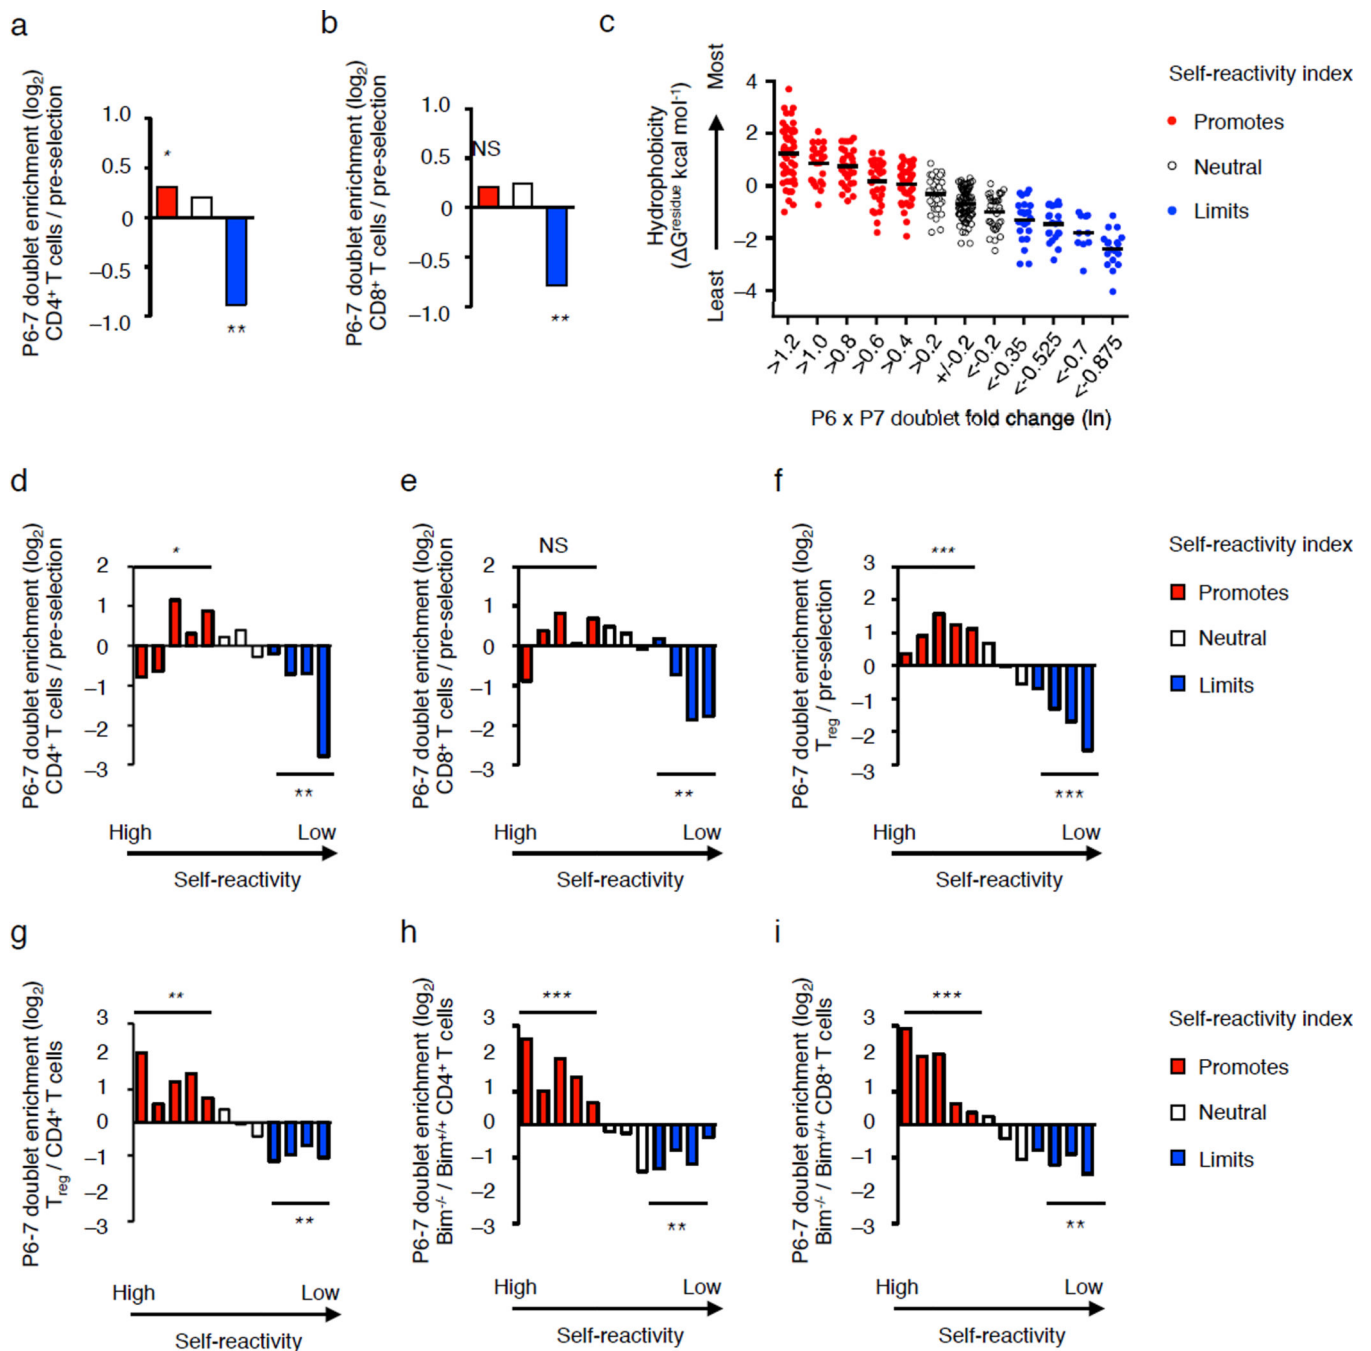 a
P6-7 doublet enrichment (log2)
CD4+ T cells / pre-selection
1.0
0.5
0
−0.5
−1.0
*
**
b
P6-7 doublet enrichment (log2)
CD8+ T cells / pre-selection
1.0
0.5
0
−0.5
−1.0
NS
**
c
Hydrophobicity
(ΔGresidue kcal mol-1)
Most
Least
4
2
0
−2
−4
>1.2
>1.0
>0.8
>0.6
>0.4
>0.2
+/-0.2
<-0.2
<-0.35
<-0.525
<-0.7
<-0.875
P6 x P7 doublet fold change (ln)
Self-reactivity index
Promotes
Neutral
Limits
d
P6-7 doublet enrichment (log2)
CD4+ T cells / pre-selection
2
1
0
−1
−2
−3
*
**
High
Low
Self-reactivity
e
P6-7 doublet enrichment (log2)
CD8+ T cells / pre-selection
2
1
0
−1
−2
−3
NS
**
High
Low
Self-reactivity
f
P6-7 doublet enrichment (log2)
Treg / pre-selection
3
2
1
0
−1
−2
−3
***
***
High
Low
Self-reactivity
Self-reactivity index
Promotes
Neutral
Limits
g
P6-7 doublet enrichment (log2)
Treg / CD4+ T cells
3
2
1
0
−1
−2
−3
**
**
High
Low
Self-reactivity
h
P6-7 doublet enrichment (log2)
Bim-/- / Bim+/+ CD4+ T cells
3
2
1
0
−1
−2
−3
***
**
High
Low
Self-reactivity
i
P6-7 doublet enrichment (log2)
Bim-/- / Bim+/+ CD8+ T cells
3
2
1
0
−1
−2
−3
***
**
High
Low
Self-reactivity
Self-reactivity index
Promotes
Neutral
Limits